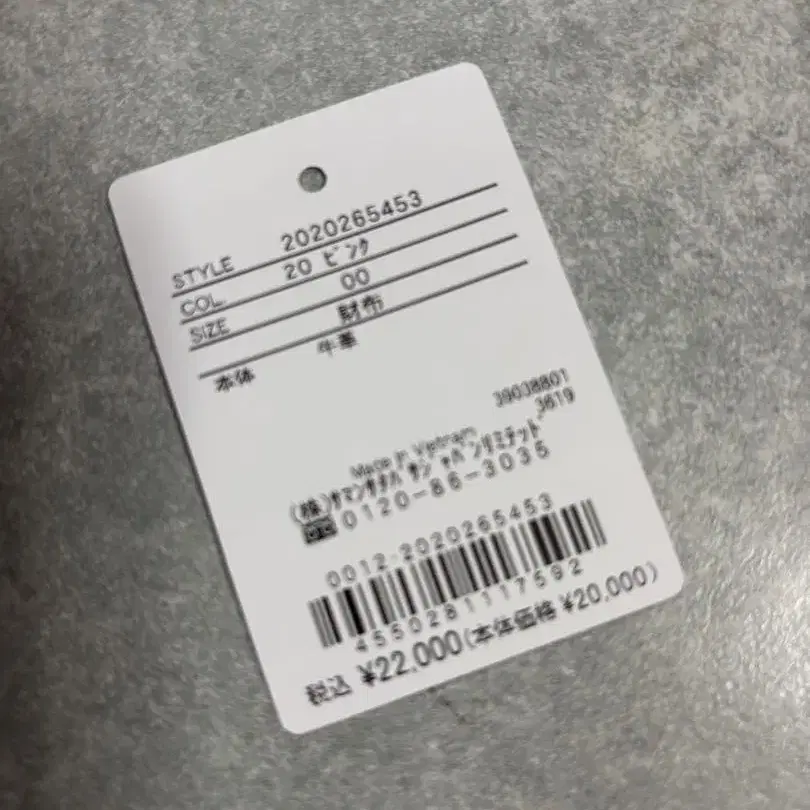 STYLE 2020265453
COL 20 ピンク
SIZE 00
財布
本体 牛革
39038801
3619
Made in Vietnam
(株)サマンサタバサジャパンリミテッド
0120-86-3035
0012-2020265453
4550281117592
税込 ¥22,000(本体価格 ¥20,000)